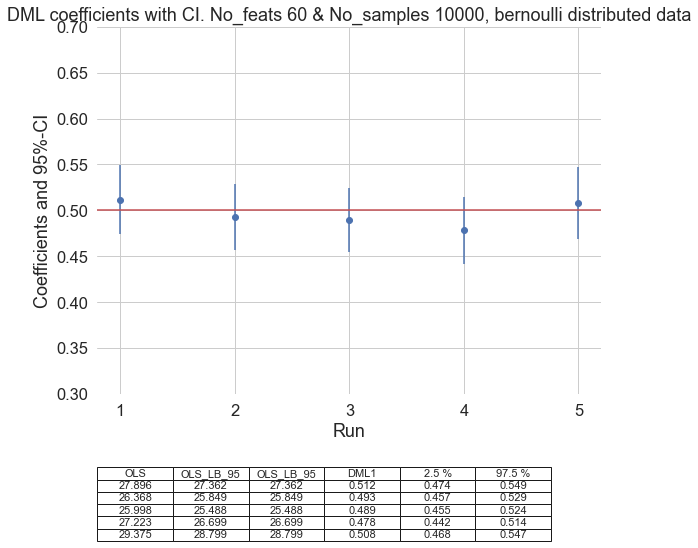 DML coefficients with CI. No_feats 60 & No_samples 10000, bernoulli distributed data
0.70
0.65
0.60
0.55
0.50
0.45
0.40
0.35
0.30
Coefficients and 95%-CI
1 2 3 4 5
Run
OLS OLS_LB_95 OLS_LB_95 DML1 2.5 % 97.5 %
27.896 27.362 27.362 0.512 0.474 0.549
26.368 25.849 25.849 0.493 0.457 0.529
25.998 25.488 25.488 0.489 0.455 0.524
27.223 26.699 26.699 0.478 0.442 0.514
29.375 28.799 28.799 0.508 0.468 0.547